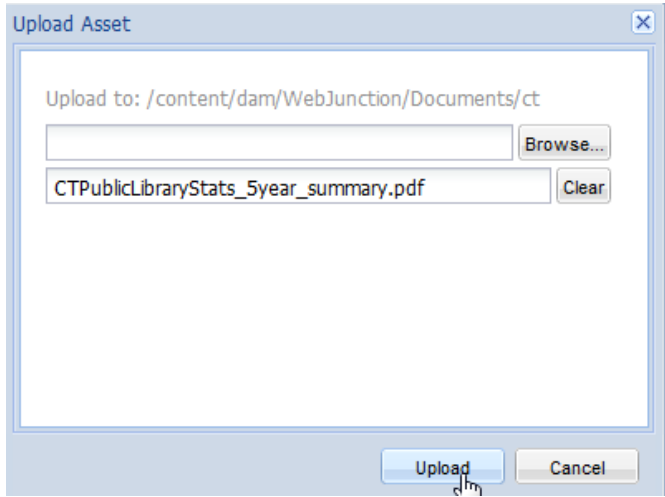 Upload Asset
Upload to: /content/dam/WebJunction/Documents/ct
Browse...
CTPublicLibraryStats_5year_summary.pdf Clear
Upload Cancel